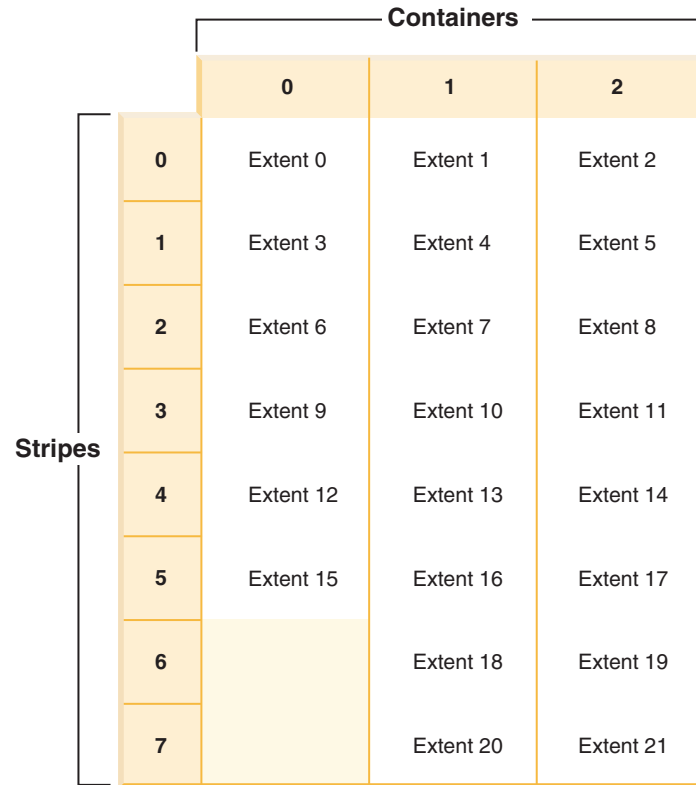 Containers
0 1 2
0 Extent 0 Extent 1 Extent 2
1 Extent 3 Extent 4 Extent 5
2 Extent 6 Extent 7 Extent 8
3 Extent 9 Extent 10 Extent 11
Stripes
4 Extent 12 Extent 13 Extent 14
5 Extent 15 Extent 16 Extent 17
6 Extent 18 Extent 19
7 Extent 20 Extent 21